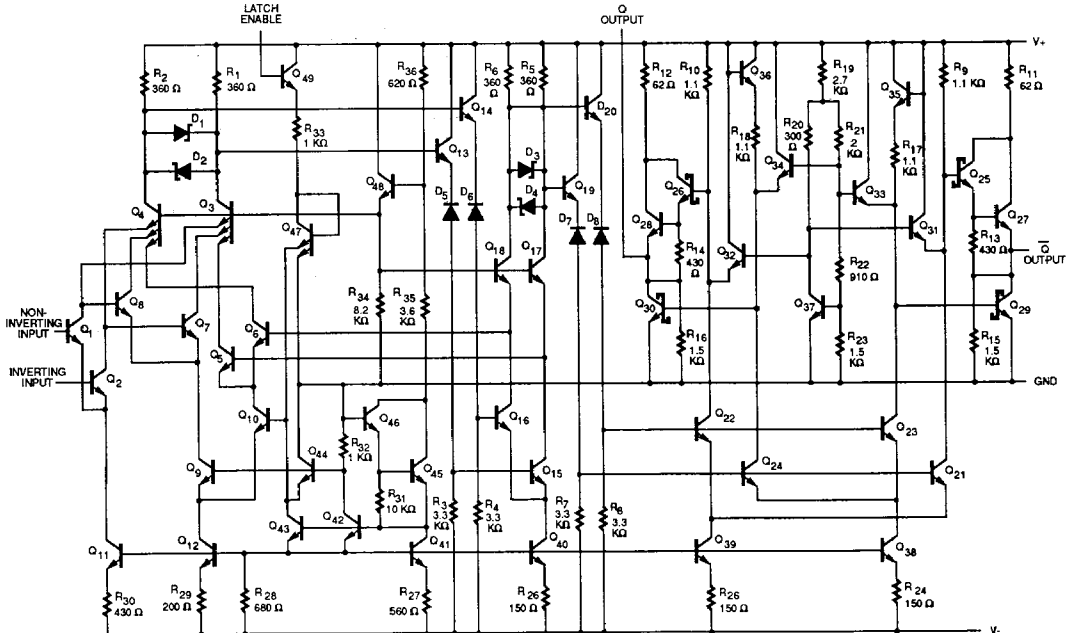 LATCH
ENABLE
Q
OUTPUT
V+
R2
360 Ω
R1
360 Ω
Q49
R36
620 Ω
Q14
R6
360
Ω
R5
360
Ω
D20
R12
62Ω
R10
1.1
KΩ
Q36
R19
2.7
KΩ
Q35
R9
1.1 KΩ
R11
62 Ω
D1
D2
R33
1 KΩ
Q13
R18
1.1
KΩ
R20
300
Ω
R21
2
KΩ
R17
1.1
KΩ
Q34
Q33
Q48
D5
D6
D3
D4
Q19
D7
D8
Q26
Q25
Q4
Q3
Q47
Q28
R14
430
Ω
Q32
Q31
Q27
R13
430 Ω
Q
OUTPUT
Q18
Q17
R22
910 Ω
Q8
R34
8.2
KΩ
R35
3.6
KΩ
Q30
Q37
Q29
NON-
INVERTING
INPUT
Q1
Q7
Q6
Q5
R16
1.5
KΩ
R23
1.5
KΩ
R15
1.5
KΩ
INVERTING
INPUT
Q2
GND
Q10
Q46
Q16
Q22
Q23
R32
1 KΩ
Q9
Q44
Q45
Q15
Q24
Q21
R31
10 KΩ
R3
3.3
KΩ
R4
3.3
KΩ
R7
3.3
KΩ
R8
3.3
KΩ
Q43
Q42
Q11
Q12
Q41
Q40
Q39
Q38
R30
430 Ω
R29
200 Ω
R28
680 Ω
R27
560 Ω
R26
150 Ω
R26
150 Ω
R24
150 Ω
V-